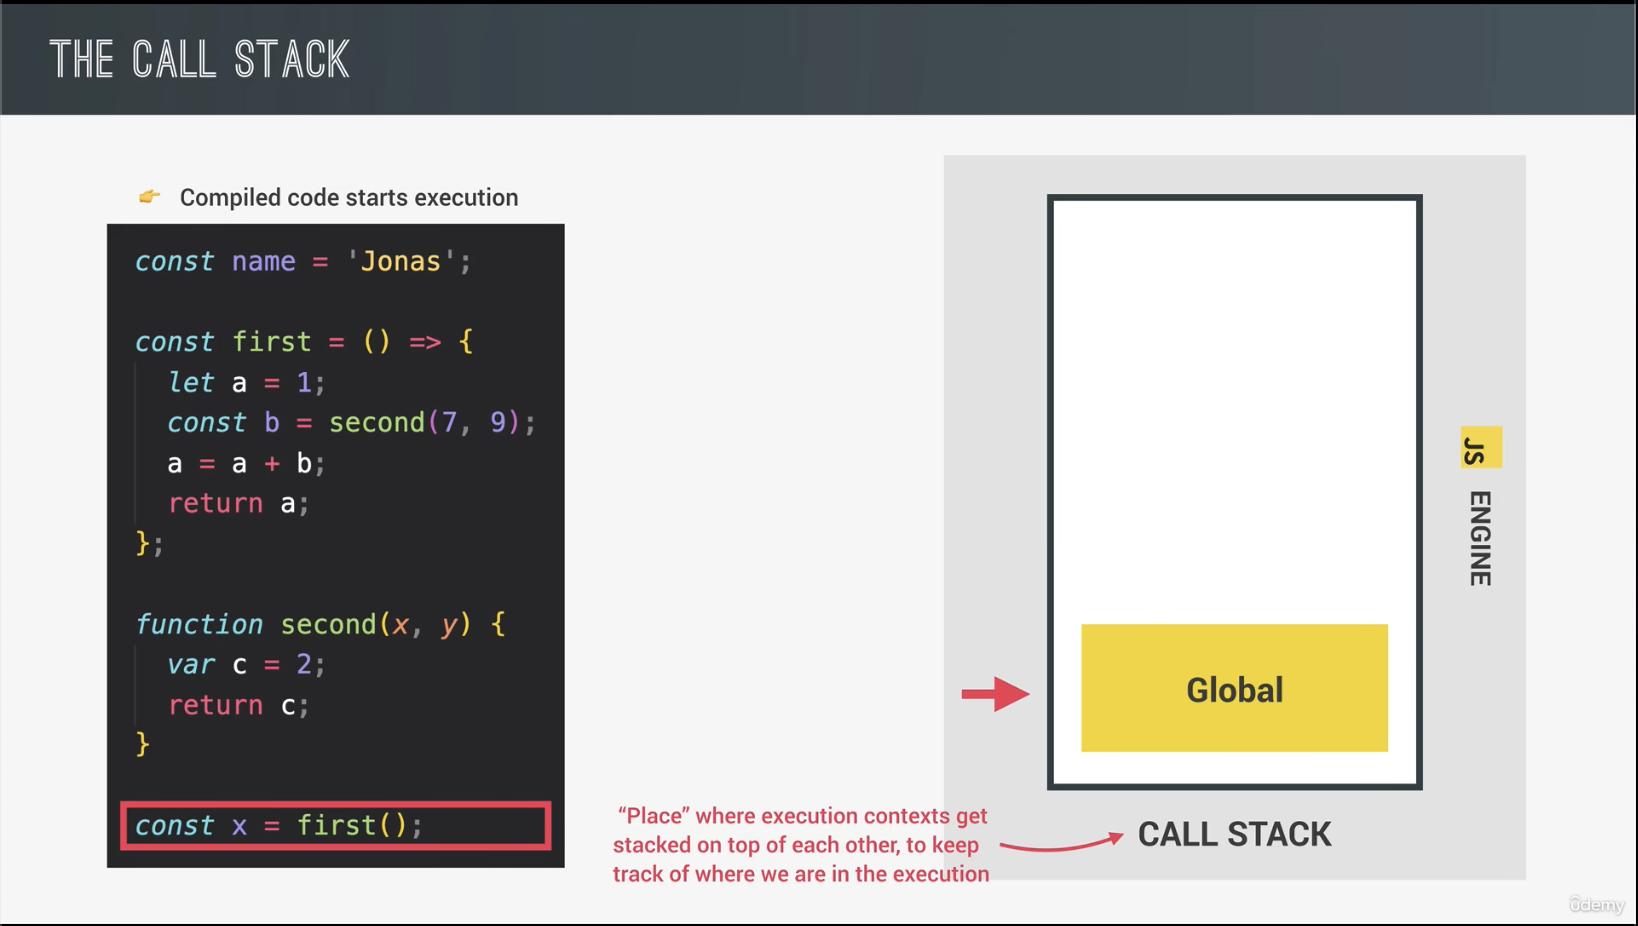 THE CALL STACK
👉 Compiled code starts execution
const name = 'Jonas';
const first = () => {
let a = 1;
const b = second(7, 9);
a = a + b;
return a;
};
function second(x, y) {
var c = 2;
return c;
}
const x = first();
“Place” where execution contexts get
stacked on top of each other, to keep
track of where we are in the execution
Global
CALL STACK
JS ENGINE
ûdemy